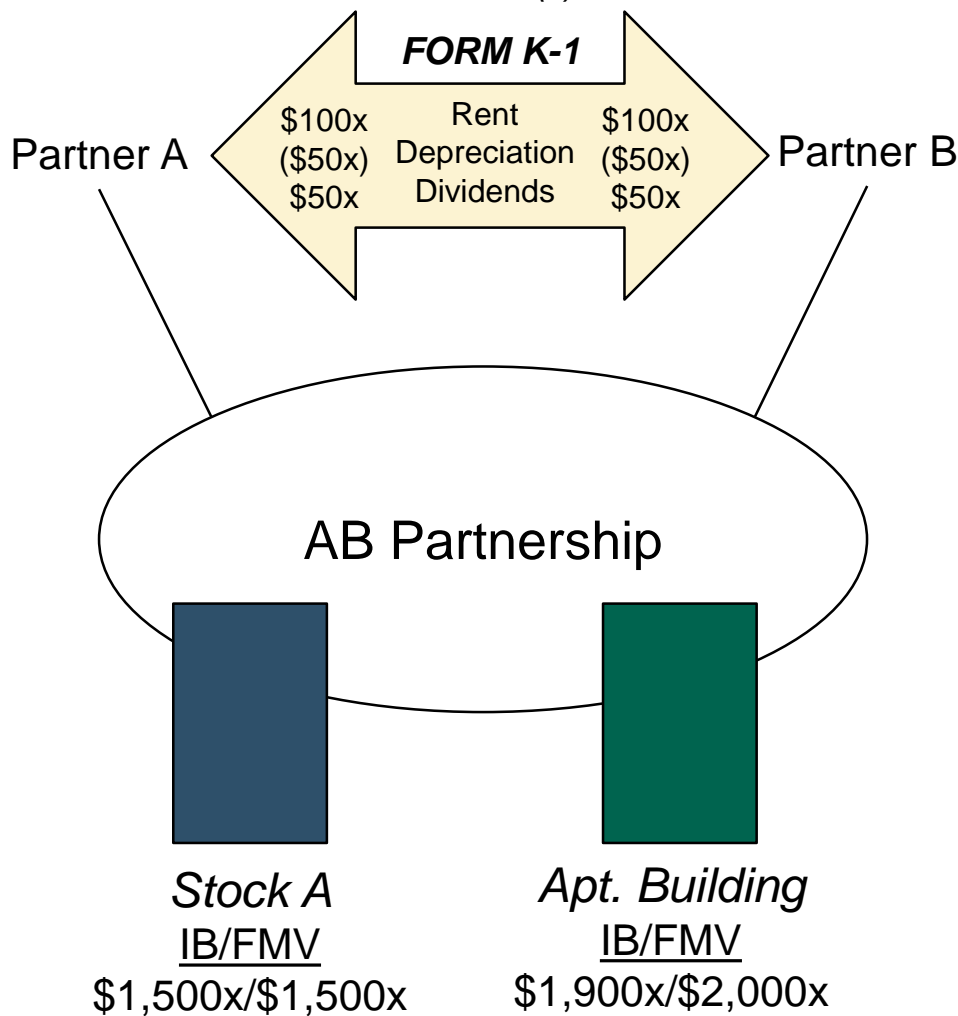 FORM K-1
$100x Rent $100x
Partner A ($50x) Depreciation ($50x) Partner B
$50x Dividends $50x
AB Partnership
Stock A
IB/FMV
$1,500x/$1,500x
Apt. Building
IB/FMV
$1,900x/$2,000x